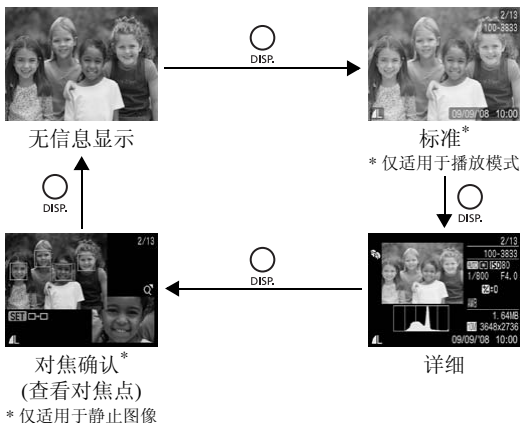 DISP.
2/13
100-3833
09/09/'08 10:00
无信息显示
标准*
* 仅适用于播放模式
DISP.
DISP.
2/13
SET
DISP.
2/13
100-3833
ISO 80
1/800 F4.0
±0
1.64MB
3648x2736
09/09/'08 10:00
对焦确认*
(查看对焦点)
* 仅适用于静止图像
详细